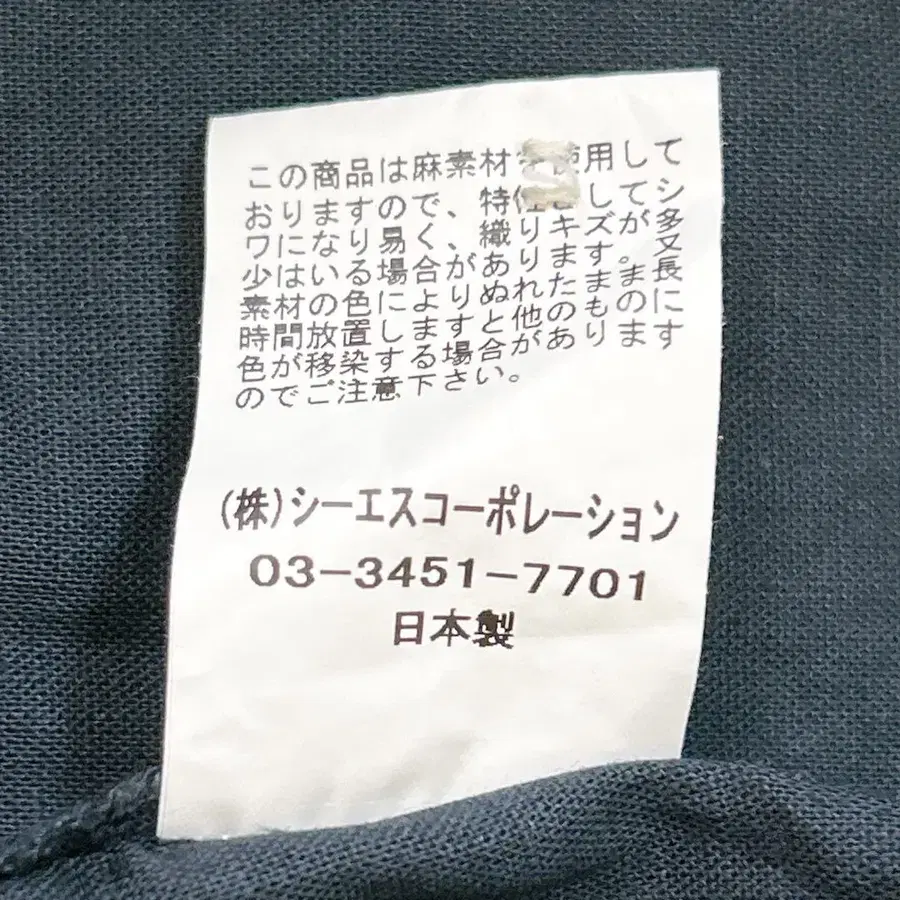 この商品は麻素材を使用して
おりますので、特性としてシ
ワになり易く、織りキズが多
少はいる場合があります。又
素材の色によりぬれたまま長
時間放置しますと他のものに
色が移染する場合があります
のでご注意下さい。
(株)シーエスコーポレーション
03-3451-7701
日本製